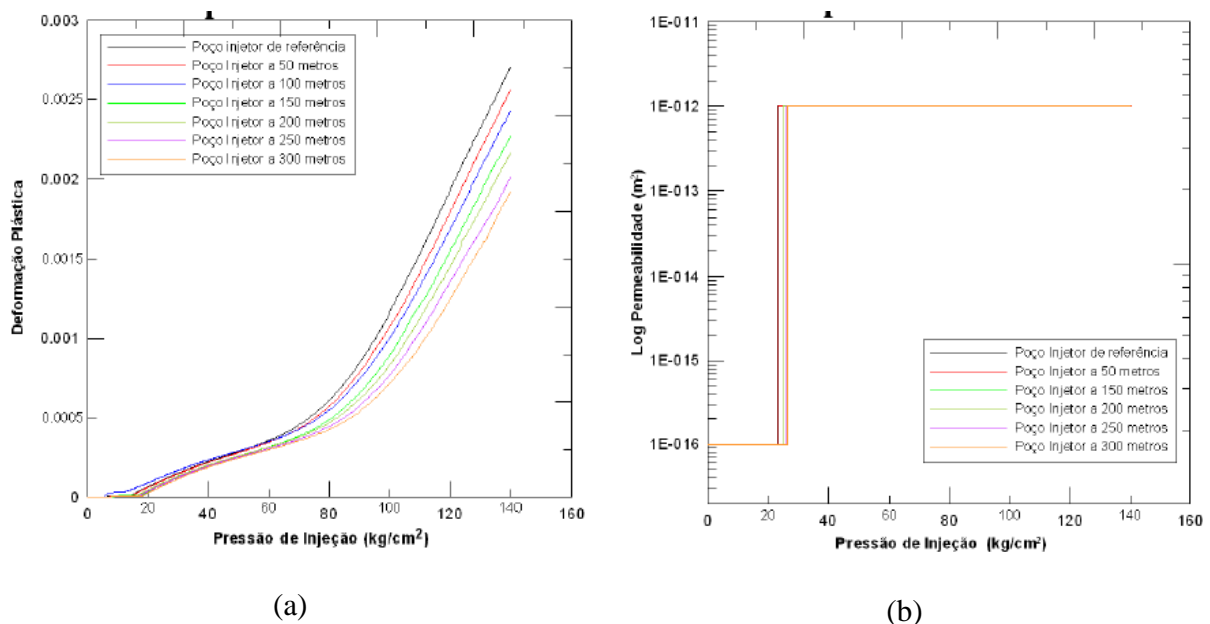 0.003
0.0025
0.002
0.0015
0.001
0.0005
0
Deformação Plástica
Poço injetor de referência
Poço Injetor a 50 metros
Poço Injetor a 100 metros
Poço Injetor a 150 metros
Poço Injetor a 200 metros
Poço Injetor a 250 metros
Poço Injetor a 300 metros
0 20 40 60 80 100 120 140 160
Pressão de Injeção (kg/cm²)
(a)
1E-011
1E-012
1E-013
1E-014
1E-015
1E-016
Log Permeabilidade (m²)
Poço Injetor de referência
Poço Injetor a 50 metros
Poço Injetor a 150 metros
Poço Injetor a 200 metros
Poço Injetor a 250 metros
Poço Injetor a 300 metros
0 20 40 60 80 100 120 140 160
Pressão de Injeção (kg/cm²)
(b)